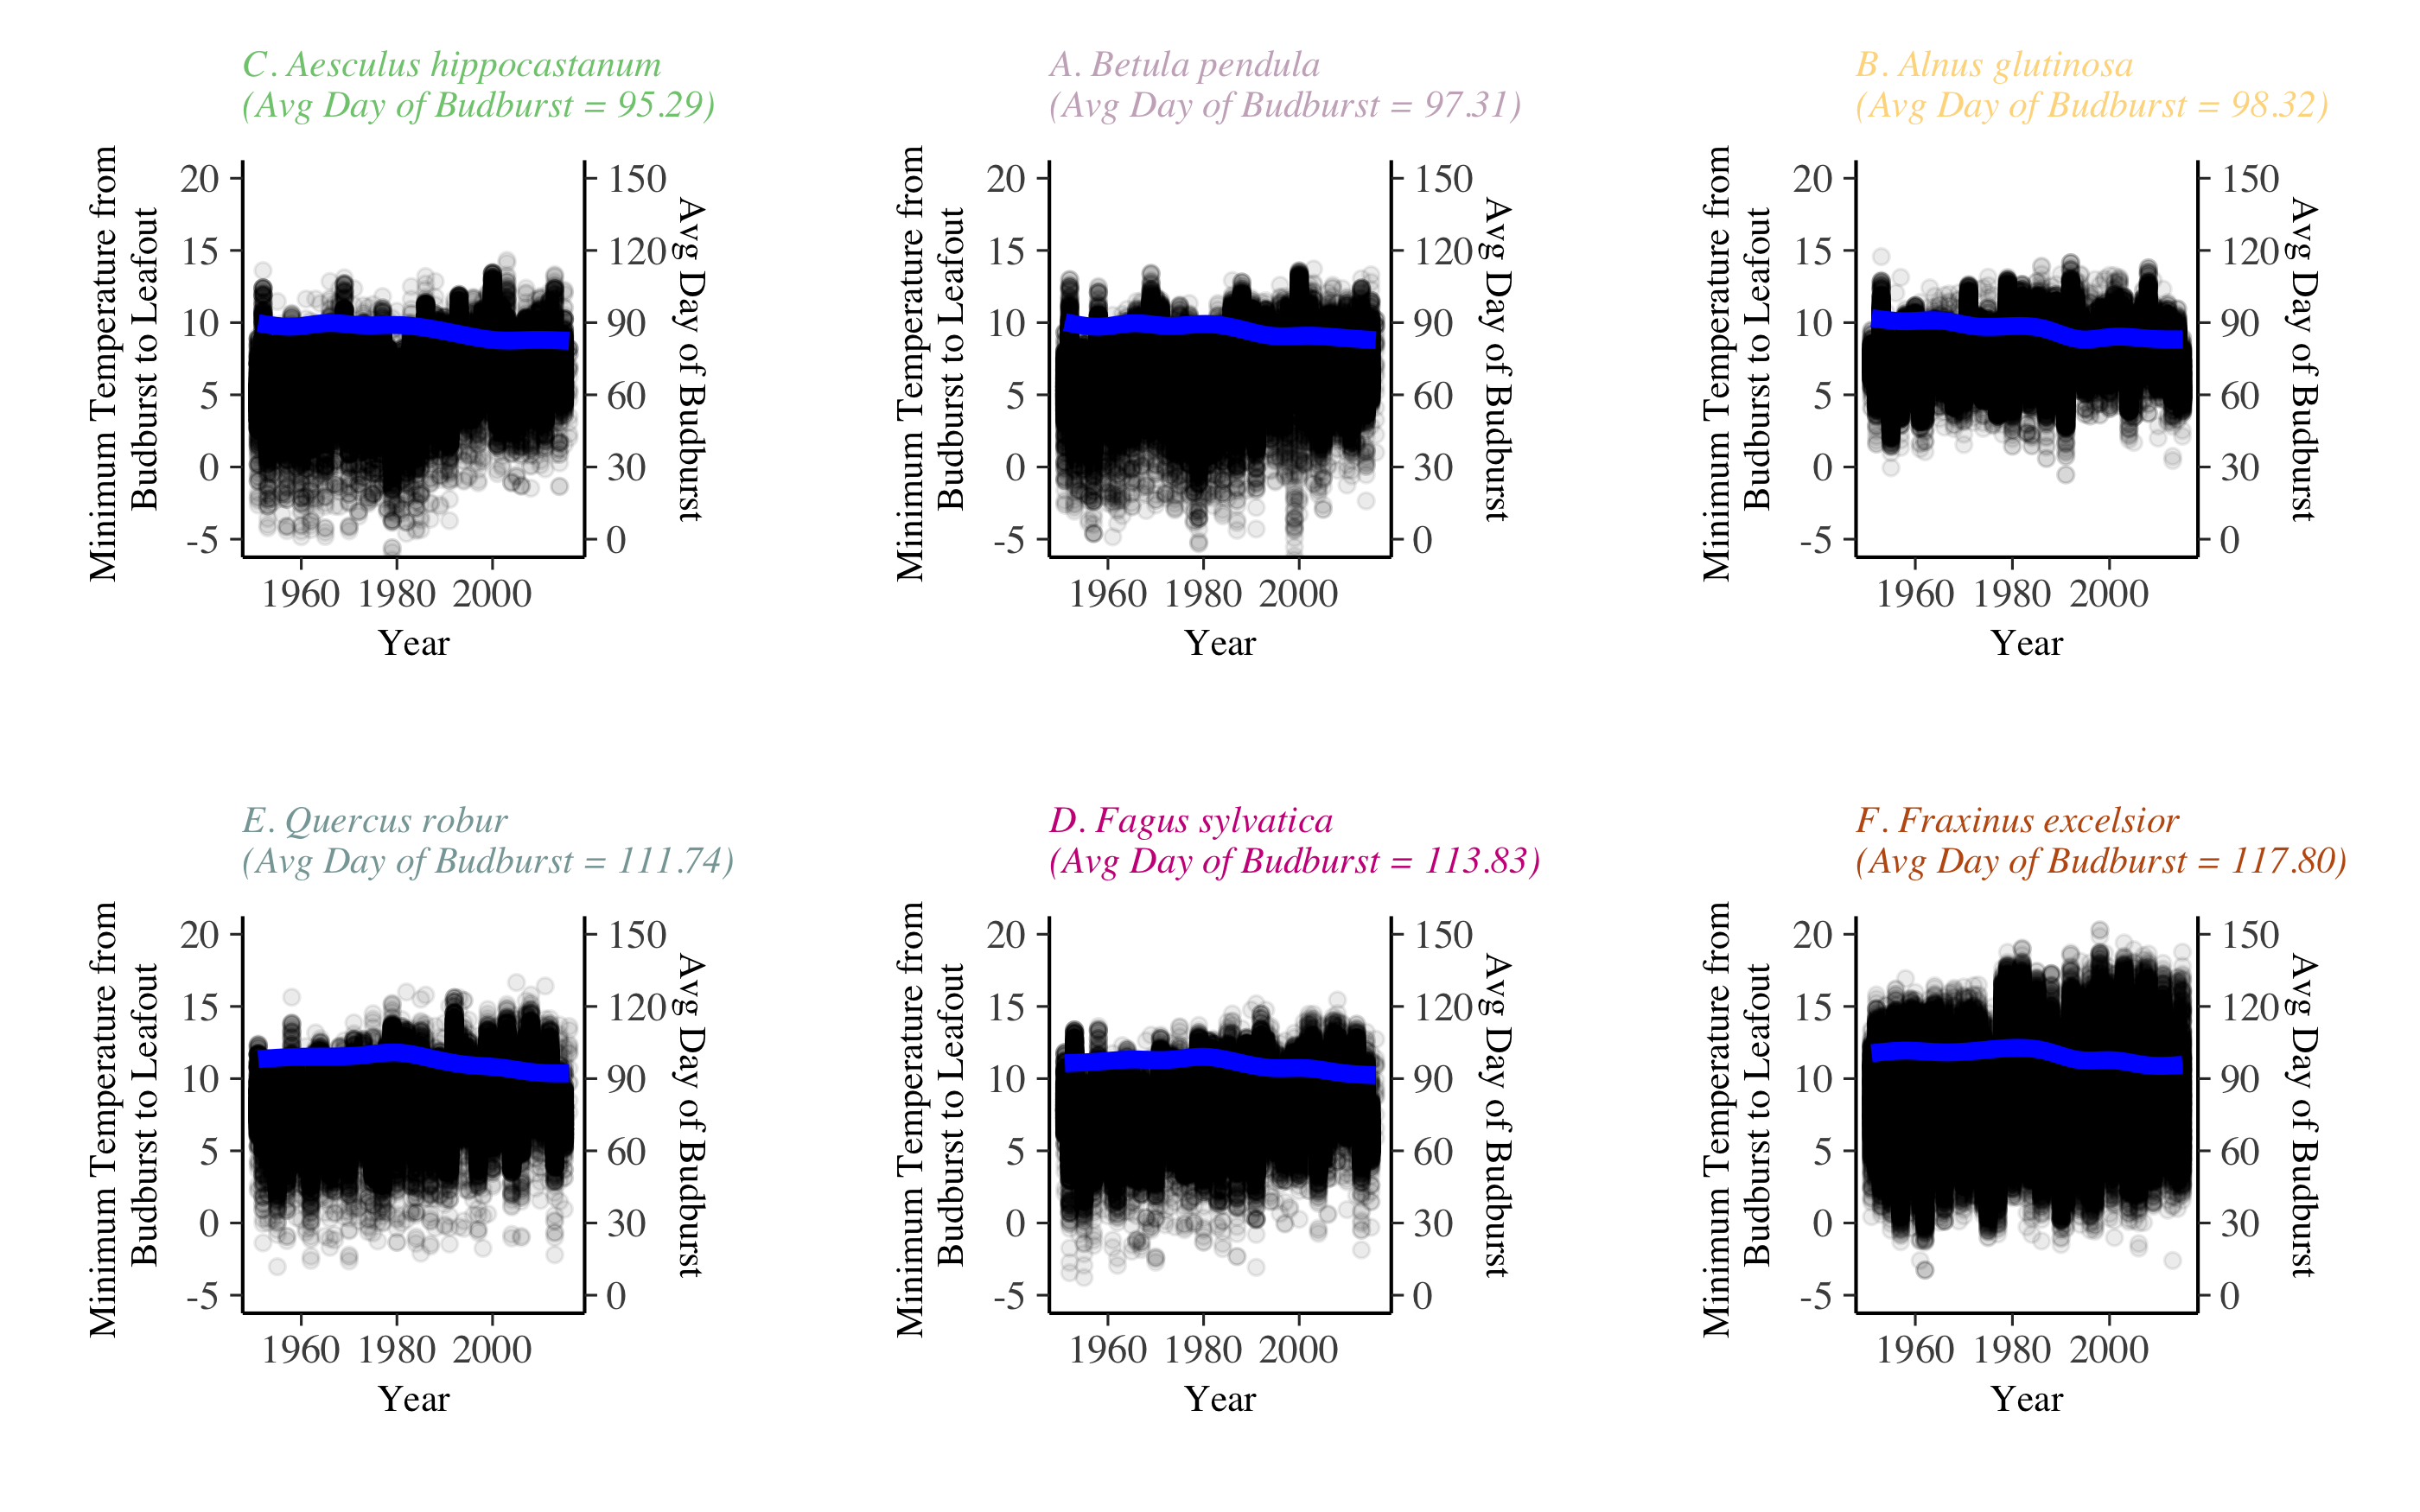 C. Aesculus hippocastanum
(Avg Day of Budburst = 95.29)
Minimum Temperature from
Budburst to Leafout
20
15
10
5
0
-5
150
120
90
60
30
0
Avg Day of Budburst
1960 1980 2000
Year
A. Betula pendula
(Avg Day of Budburst = 97.31)
Minimum Temperature from
Budburst to Leafout
20
15
10
5
0
-5
150
120
90
60
30
0
Avg Day of Budburst
1960 1980 2000
Year
B. Alnus glutinosa
(Avg Day of Budburst = 98.32)
Minimum Temperature from
Budburst to Leafout
20
15
10
5
0
-5
150
120
90
60
30
0
Avg Day of Budburst
1960 1980 2000
Year
E. Quercus robur
(Avg Day of Budburst = 111.74)
Minimum Temperature from
Budburst to Leafout
20
15
10
5
0
-5
150
120
90
60
30
0
Avg Day of Budburst
1960 1980 2000
Year
D. Fagus sylvatica
(Avg Day of Budburst = 113.83)
Minimum Temperature from
Budburst to Leafout
20
15
10
5
0
-5
150
120
90
60
30
0
Avg Day of Budburst
1960 1980 2000
Year
F. Fraxinus excelsior
(Avg Day of Budburst = 117.80)
Minimum Temperature from
Budburst to Leafout
20
15
10
5
0
-5
150
120
90
60
30
0
Avg Day of Budburst
1960 1980 2000
Year